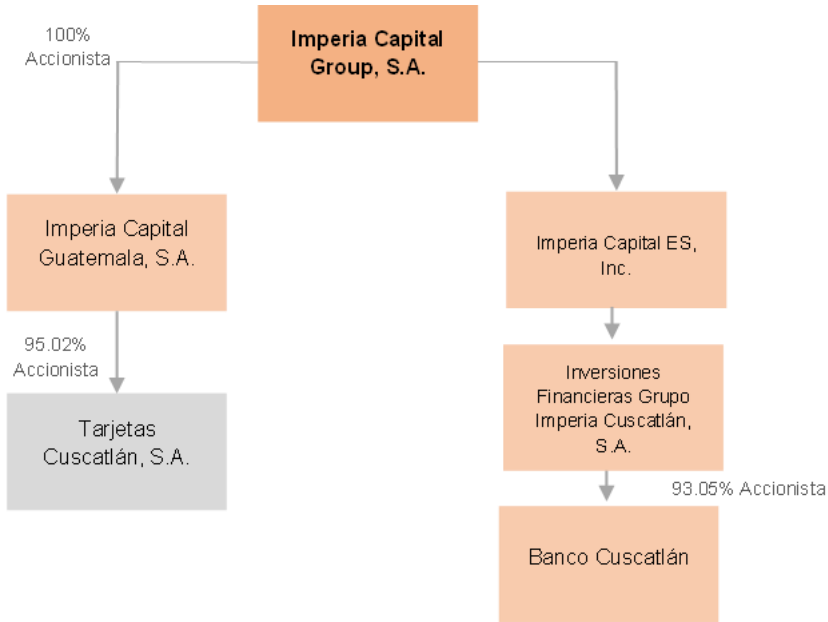 100%
Accionista
Imperia Capital
Group, S.A.
Imperia Capital
Guatemala, S.A.
Imperia Capital ES,
Inc.
95.02%
Accionista
Inversiones
Financieras Grupo
Imperia Cuscatlán,
S.A.
Tarjetas
Cuscatlán, S.A.
93.05% Accionista
Banco Cuscatlán